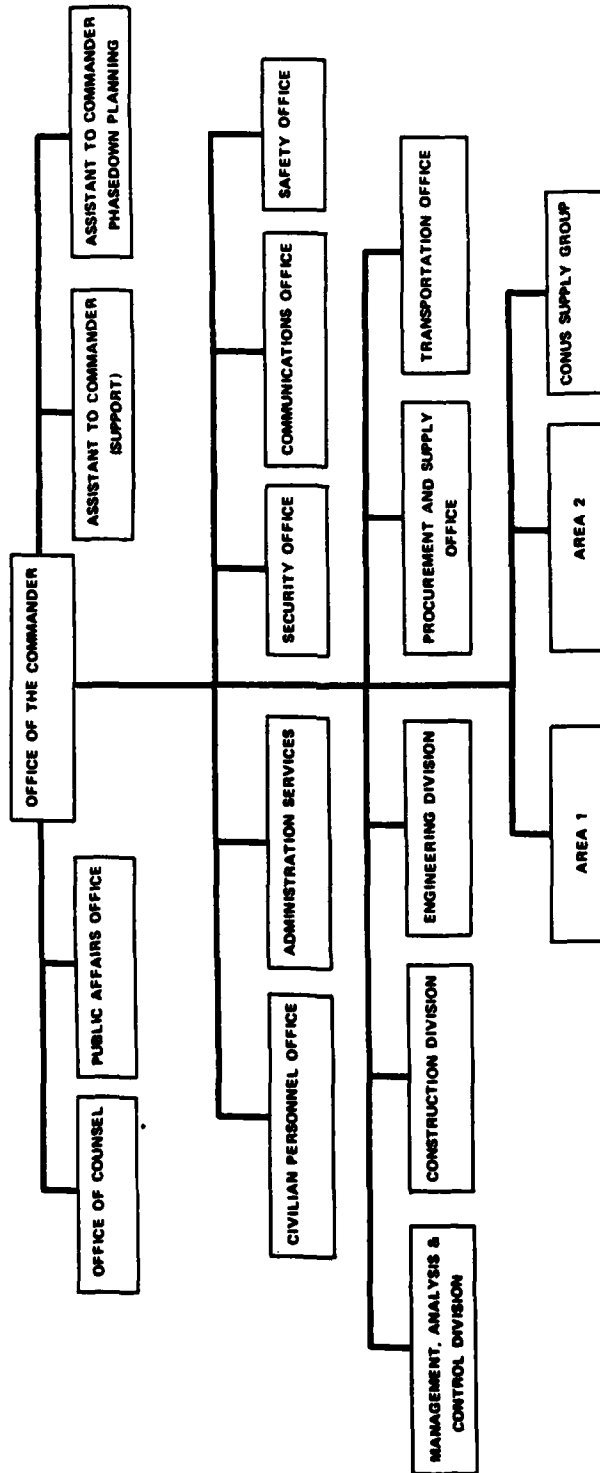 OFFICE OF THE COMMANDER
OFFICE OF COUNSEL
PUBLIC AFFAIRS OFFICE
ASSISTANT TO COMMANDER
(SUPPORT)
ASSISTANT TO COMMANDER
PHASEDOWN PLANNING
CIVILIAN PERSONNEL OFFICE
ADMINISTRATION SERVICES
SECURITY OFFICE
COMMUNICATIONS OFFICE
SAFETY OFFICE
MANAGEMENT, ANALYSIS &
CONTROL DIVISION
CONSTRUCTION DIVISION
ENGINEERING DIVISION
PROCUREMENT AND SUPPLY
OFFICE
TRANSPORTATION OFFICE
AREA 1
AREA 2
CONUS SUPPLY GROUP